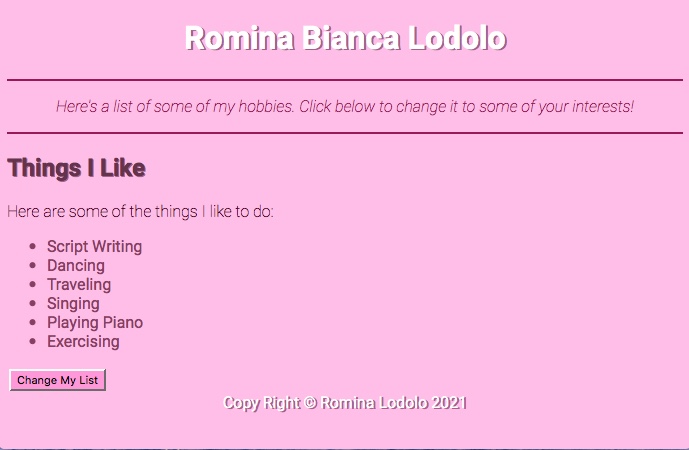 Romina Bianca Lodolo
Here's a list of some of my hobbies. Click below to change it to some of your interests!
Things I Like
Here are some of the things I like to do:
• Script Writing
• Dancing
• Traveling
• Singing
• Playing Piano
• Exercising
Change My List
Copy Right © Romina Lodolo 2021